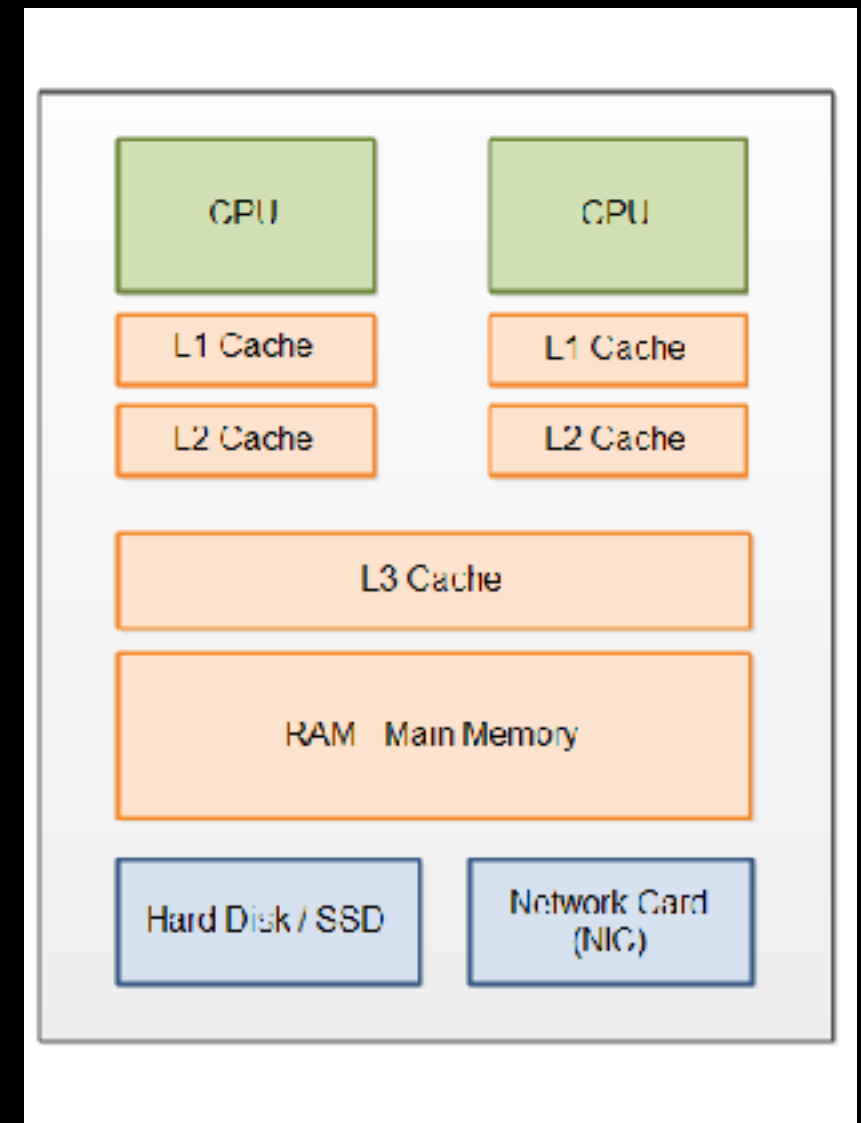 CPU
CPU
L1 Cache
L1 Cache
L2 Cache
L2 Cache
L3 Cache
RAM Main Memory
Hard Disk / SSD
Network Card
(NIC)